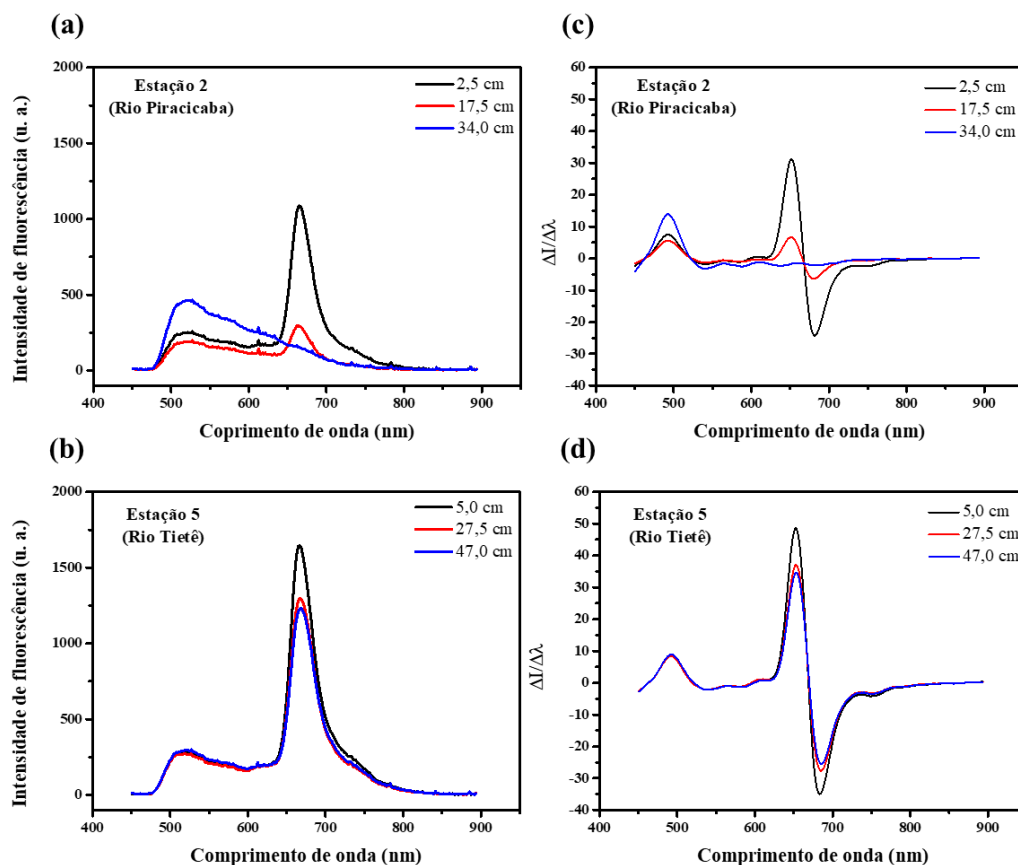 (a)
Intensidade de fluorescência (u. a.)
2000
1500
1000
500
0
Estação 2
(Rio Piracicaba)
2,5 cm
17,5 cm
34,0 cm
400 500 600 700 800 900
Coprimento de onda (nm)
(c)
ΔI/Δλ
60
50
40
30
20
10
0
-10
-20
-30
-40
Estação 2
(Rio Piracicaba)
2,5 cm
17,5 cm
34,0 cm
400 500 600 700 800 900
Comprimento de onda (nm)
(b)
Intensidade de fluorescência (u. a.)
2000
1500
1000
500
0
Estação 5
(Rio Tietê)
5,0 cm
27,5 cm
47,0 cm
400 500 600 700 800 900
Comprimento de onda (nm)
(d)
ΔI/Δλ
60
50
40
30
20
10
0
-10
-20
-30
-40
Estação 5
(Rio Tietê)
5,0 cm
27,5 cm
47,0 cm
400 500 600 700 800 900
Comprimento de onda (nm)